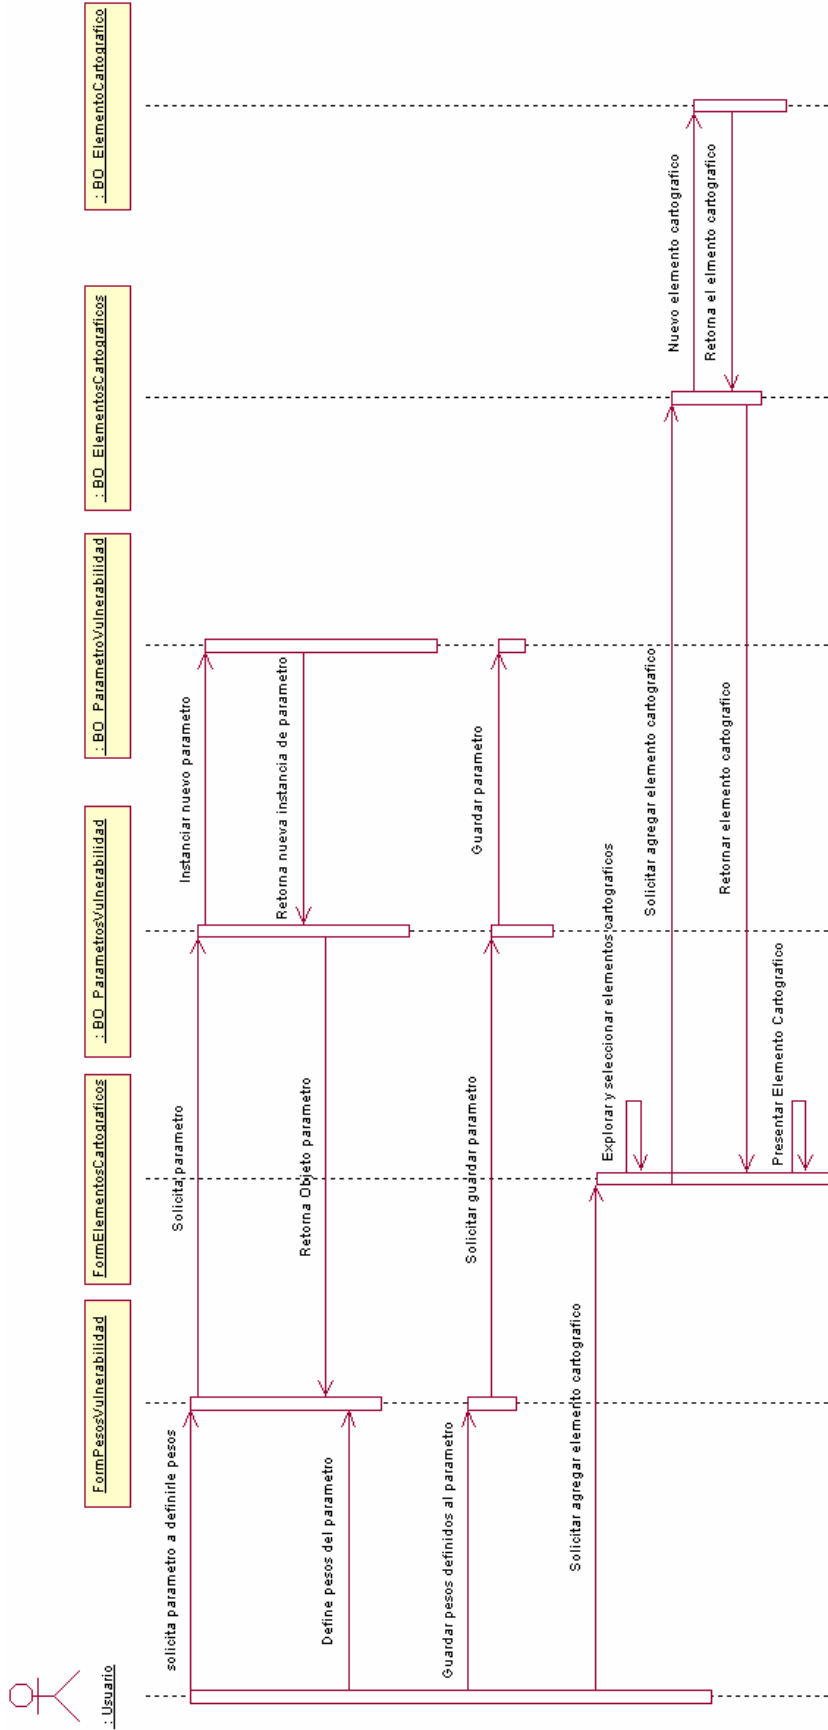 : Usuario
FormPesosVulnerabilidad
FormElementosCartograficos
: BO_ParametrosVulnerabilidad
: BO_ParametroVulnerabilidad
: BO_ElementosCartograficos
: BO_ElementoCartografico
solicita parametro a definirle pesos
Solicita parametro
Instanciar nuevo parametro
Retorna nueva instancia de parametro
Retorna Objeto parametro
Define pesos del parametro
Guardar pesos definidos al parametro
Solicitar guardar parametro
Guardar parametro
Solicitar agregar elemento cartografico
Explorar y seleccionar elementos cartograficos
Solicitar agregar elemento cartografico
Nuevo elemento cartografico
Retorna el elmento cartografico
Retornar elemento cartografico
Presentar Elemento Cartografico